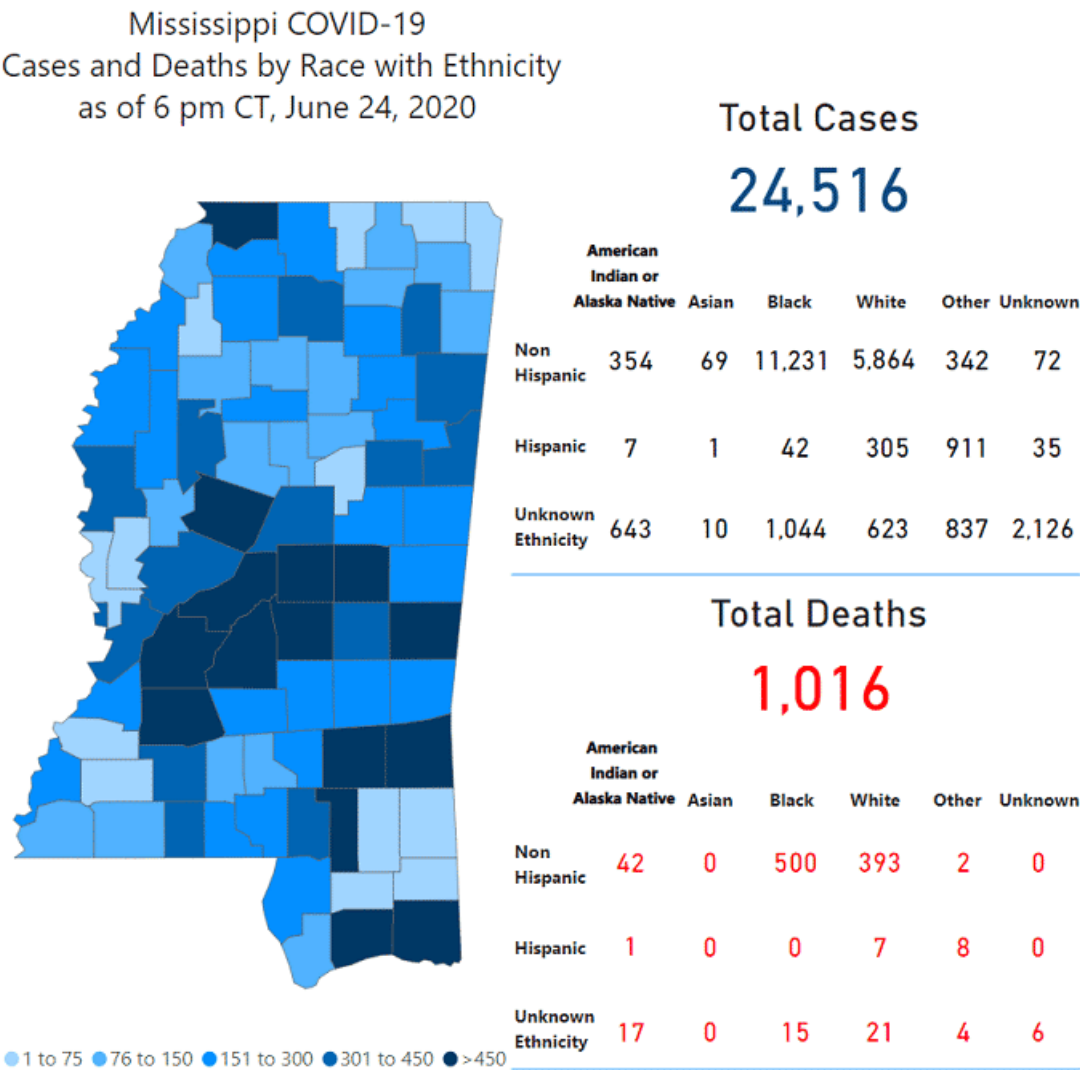 Mississippi COVID-19
Cases and Deaths by Race with Ethnicity
as of 6 pm CT, June 24, 2020
Total Cases
24,516
American
Indian or
Alaska Native Asian Black White Other Unknown
Non
Hispanic 354 69 11,231 5,864 342 72
Hispanic 7 1 42 305 911 35
Unknown
Ethnicity 643 10 1,044 623 837 2,126
Total Deaths
1,016
American
Indian or
Alaska Native Asian Black White Other Unknown
Non
Hispanic 42 0 500 393 2 0
Hispanic 1 0 0 7 8 0
Unknown
Ethnicity 17 0 15 21 4 6
1 to 75 76 to 150 151 to 300 301 to 450 >450